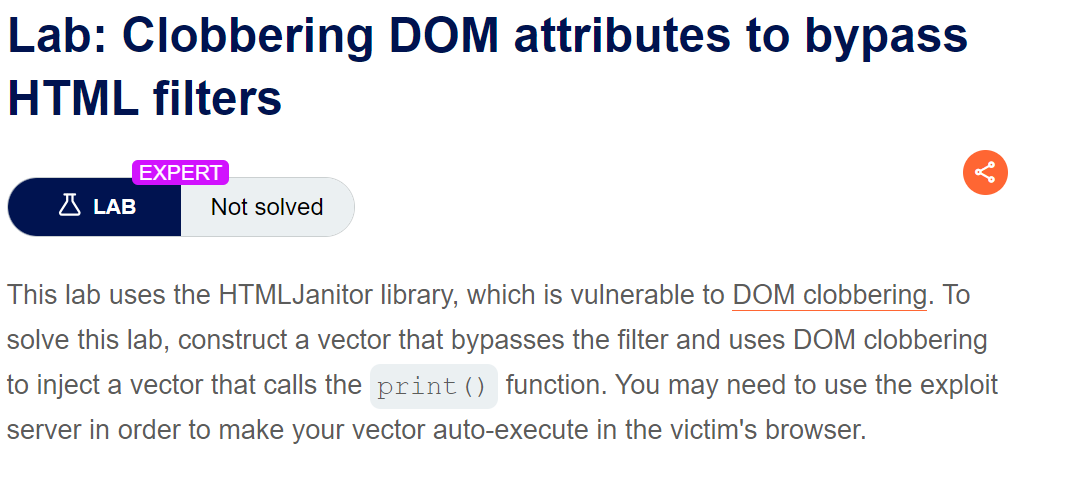 Lab: Clobbering DOM attributes to bypass
HTML filters
EXPERT
LAB
Not solved
This lab uses the HTMLJanitor library, which is vulnerable to DOM clobbering. To
solve this lab, construct a vector that bypasses the filter and uses DOM clobbering
to inject a vector that calls the print() function. You may need to use the exploit
server in order to make your vector auto-execute in the victim's browser.